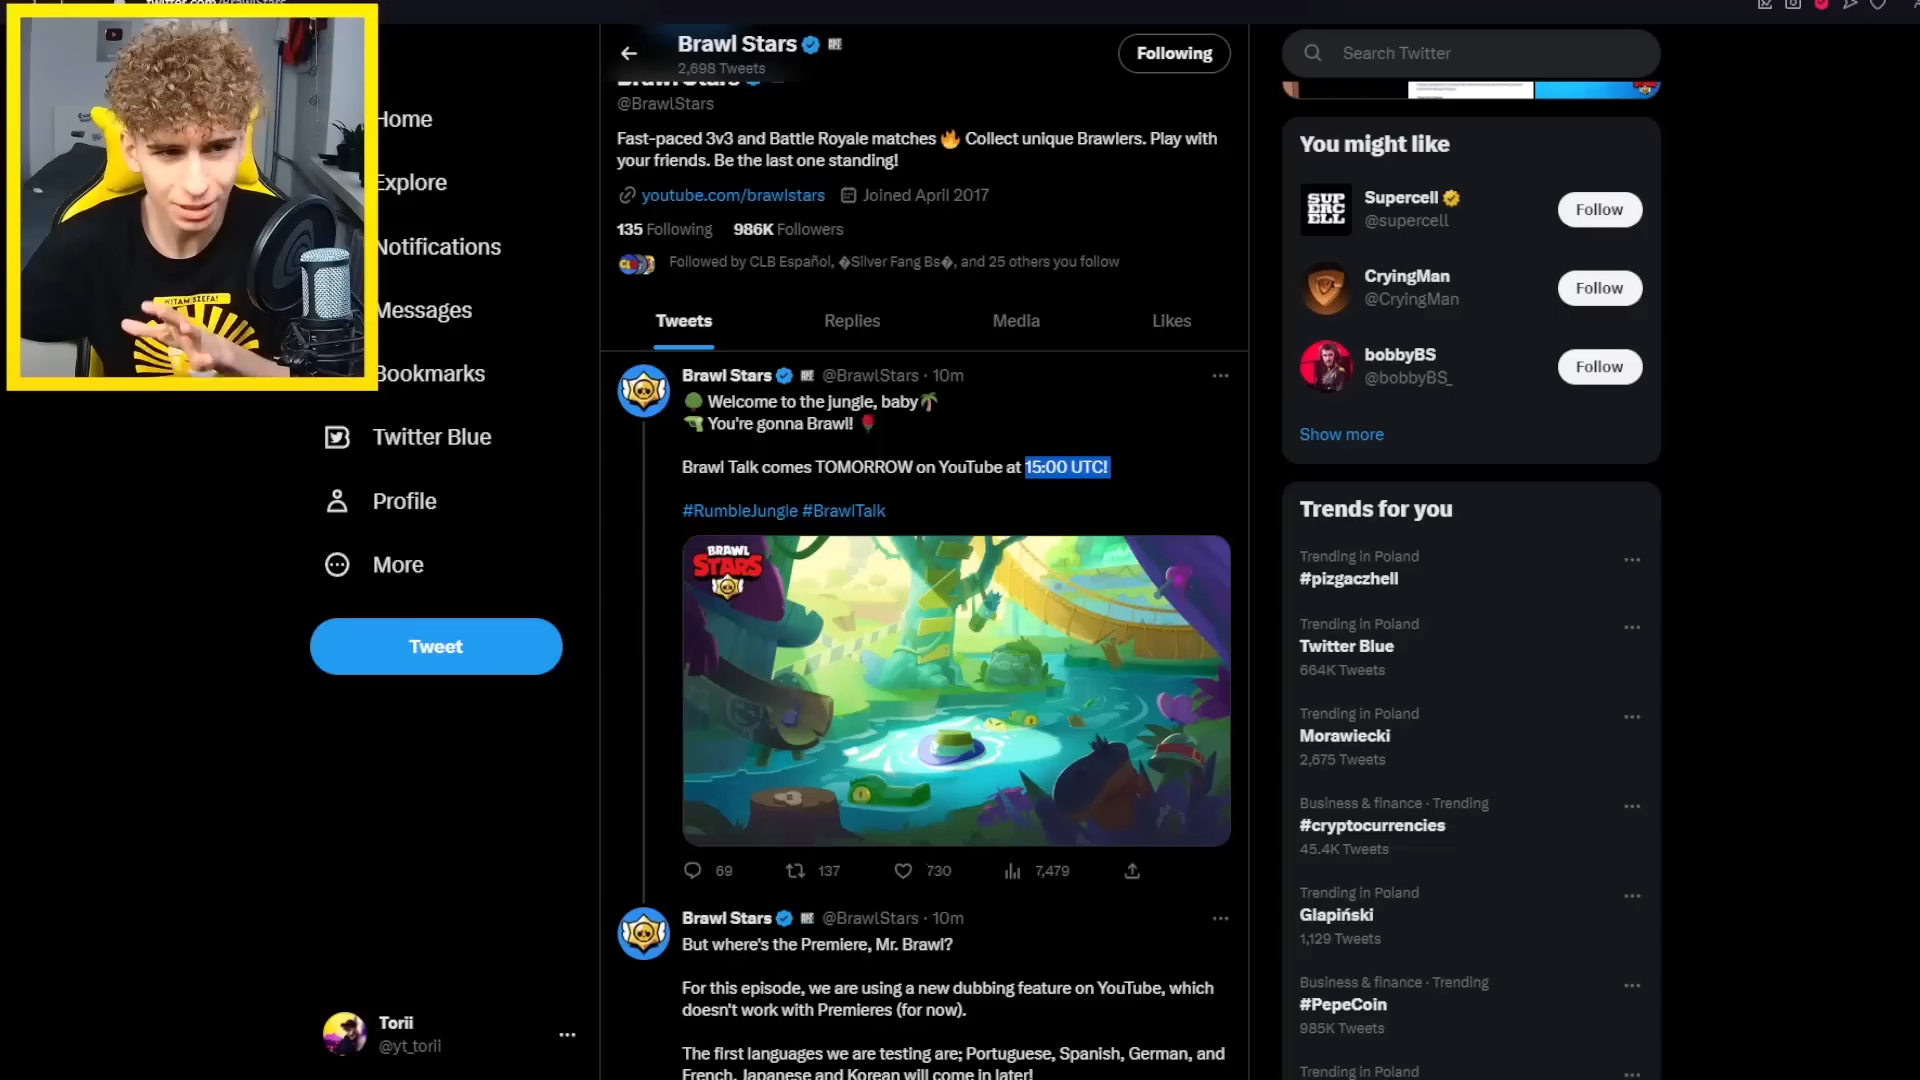 twitter.com/BrawlStars
WITAM SZEFA!
Home
Explore
Notifications
Messages
Bookmarks
Twitter Blue
Profile
More
Tweet
Torii
@yt_torii
Brawl Stars
2,698 Tweets
Following
Brawl Stars
@BrawlStars
Fast-paced 3v3 and Battle Royale matches 🔥 Collect unique Brawlers. Play with
your friends. Be the last one standing!
youtube.com/brawlstars Joined April 2017
135 Following 986K Followers
Followed by CLB Español, �Silver Fang Bs�, and 25 others you follow
Tweets Replies Media Likes
Brawl Stars @BrawlStars · 10m
🌳 Welcome to the jungle, baby🌴
🔫 You're gonna Brawl! 🌹
Brawl Talk comes TOMORROW on YouTube at 15:00 UTC!
#RumbleJungle #BrawlTalk
BRAWL
STARS
69 137 730 7,479
Brawl Stars @BrawlStars · 10m
But where's the Premiere, Mr. Brawl?
For this episode, we are using a new dubbing feature on YouTube, which
doesn't work with Premieres (for now).
The first languages we are testing are; Portuguese, Spanish, German, and
French, Japanese and Korean will come in later!
Search Twitter
You might like
SUP
ERC
ELL
Supercell
@supercell
Follow
CryingMan
@CryingMan
Follow
bobbyBS
@bobbyBS_
Follow
Show more
Trends for you
Trending in Poland
#pizgaczhell
Trending in Poland
Twitter Blue
664K Tweets
Trending in Poland
Morawiecki
2,675 Tweets
Business & finance · Trending
#cryptocurrencies
45.4K Tweets
Trending in Poland
Glapiński
1,129 Tweets
Business & finance · Trending
#PepeCoin
985K Tweets
Trending in Poland